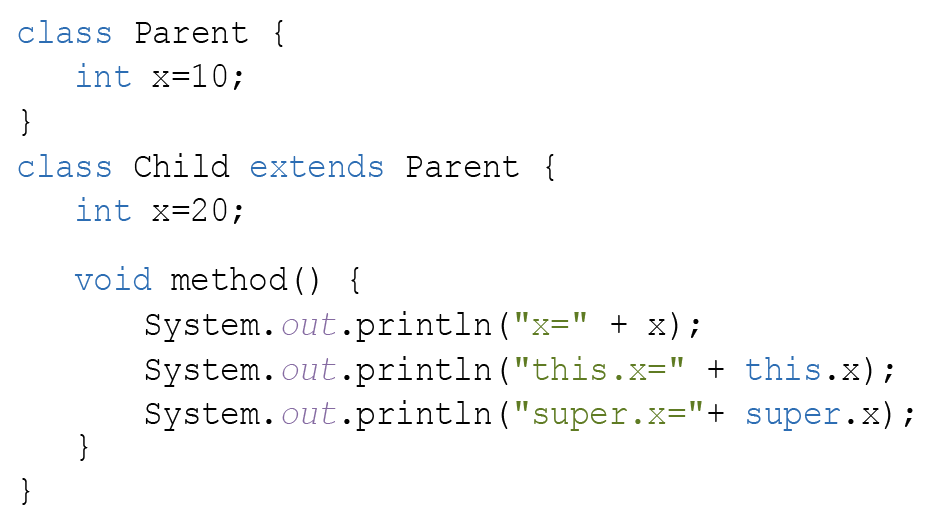 class Parent {
   int x=10;
}
class Child extends Parent {
   int x=20;
   void method() {
      System.out.println("x=" + x);
      System.out.println("this.x=" + this.x);
      System.out.println("super.x="+ super.x);
   }
}